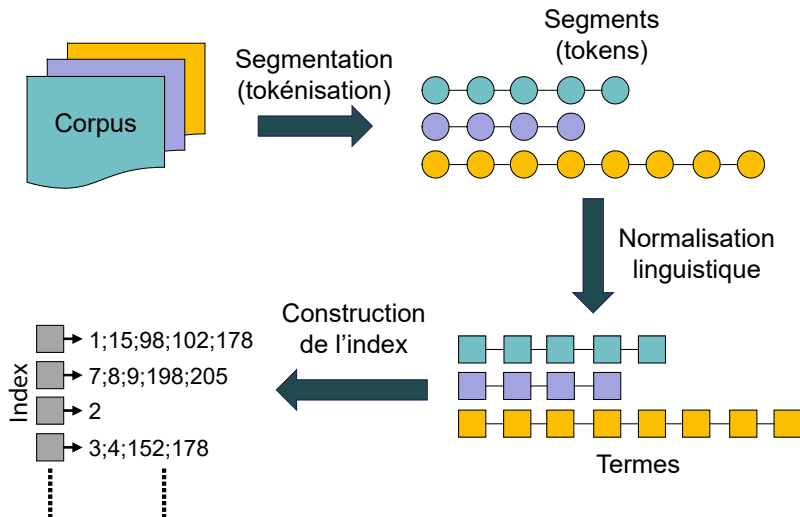 Corpus
Segmentation
(tokénisation)
Segments
(tokens)
Normalisation
linguistique
Termes
Construction
de l’index
Index
1;15;98;102;178
7;8;9;198;205
2
3;4;152;178